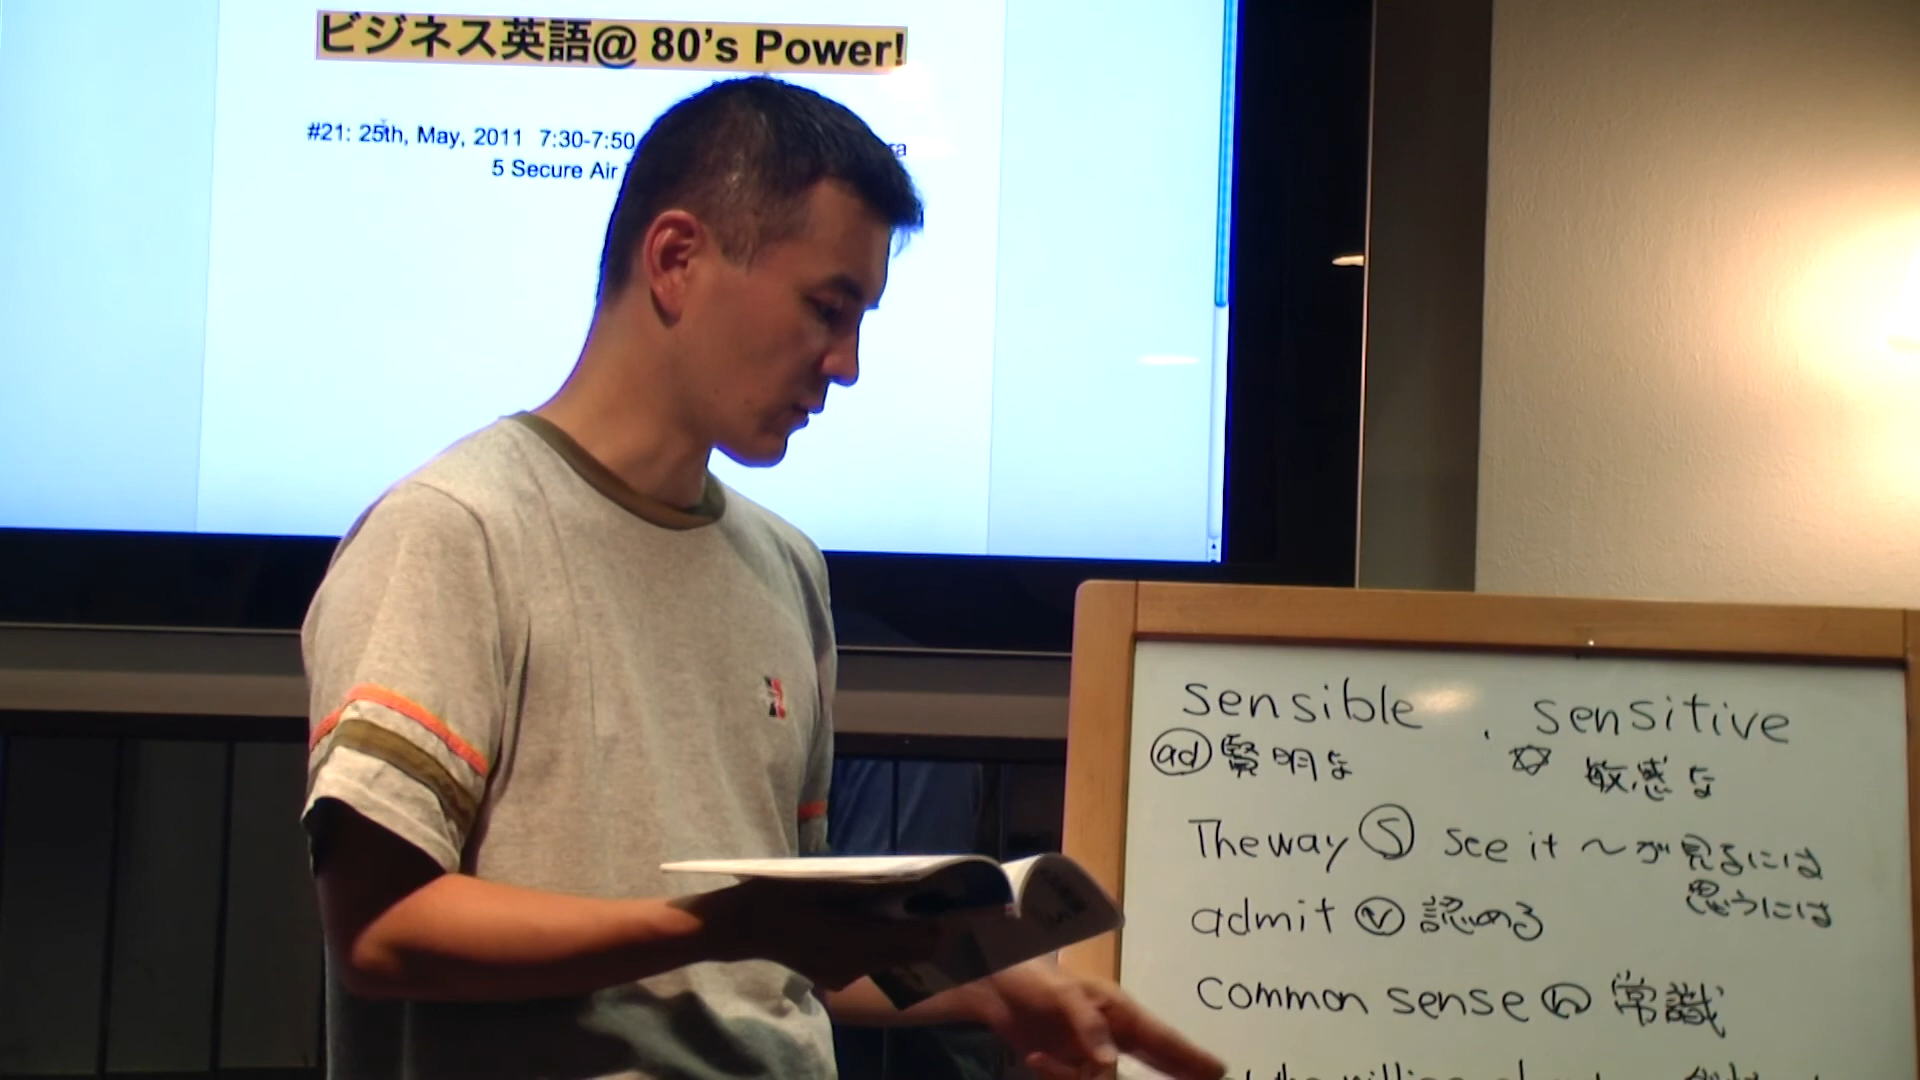 ビジネス英語@ 80's Power!
#21: 25th, May, 2011 7:30-7:50
5 Secure Air
sensible . sensitive
ad 賢明な ☆ 敏感な
The way S see it 〜が見るには
思うには
admit v 認める
common sense n 常識